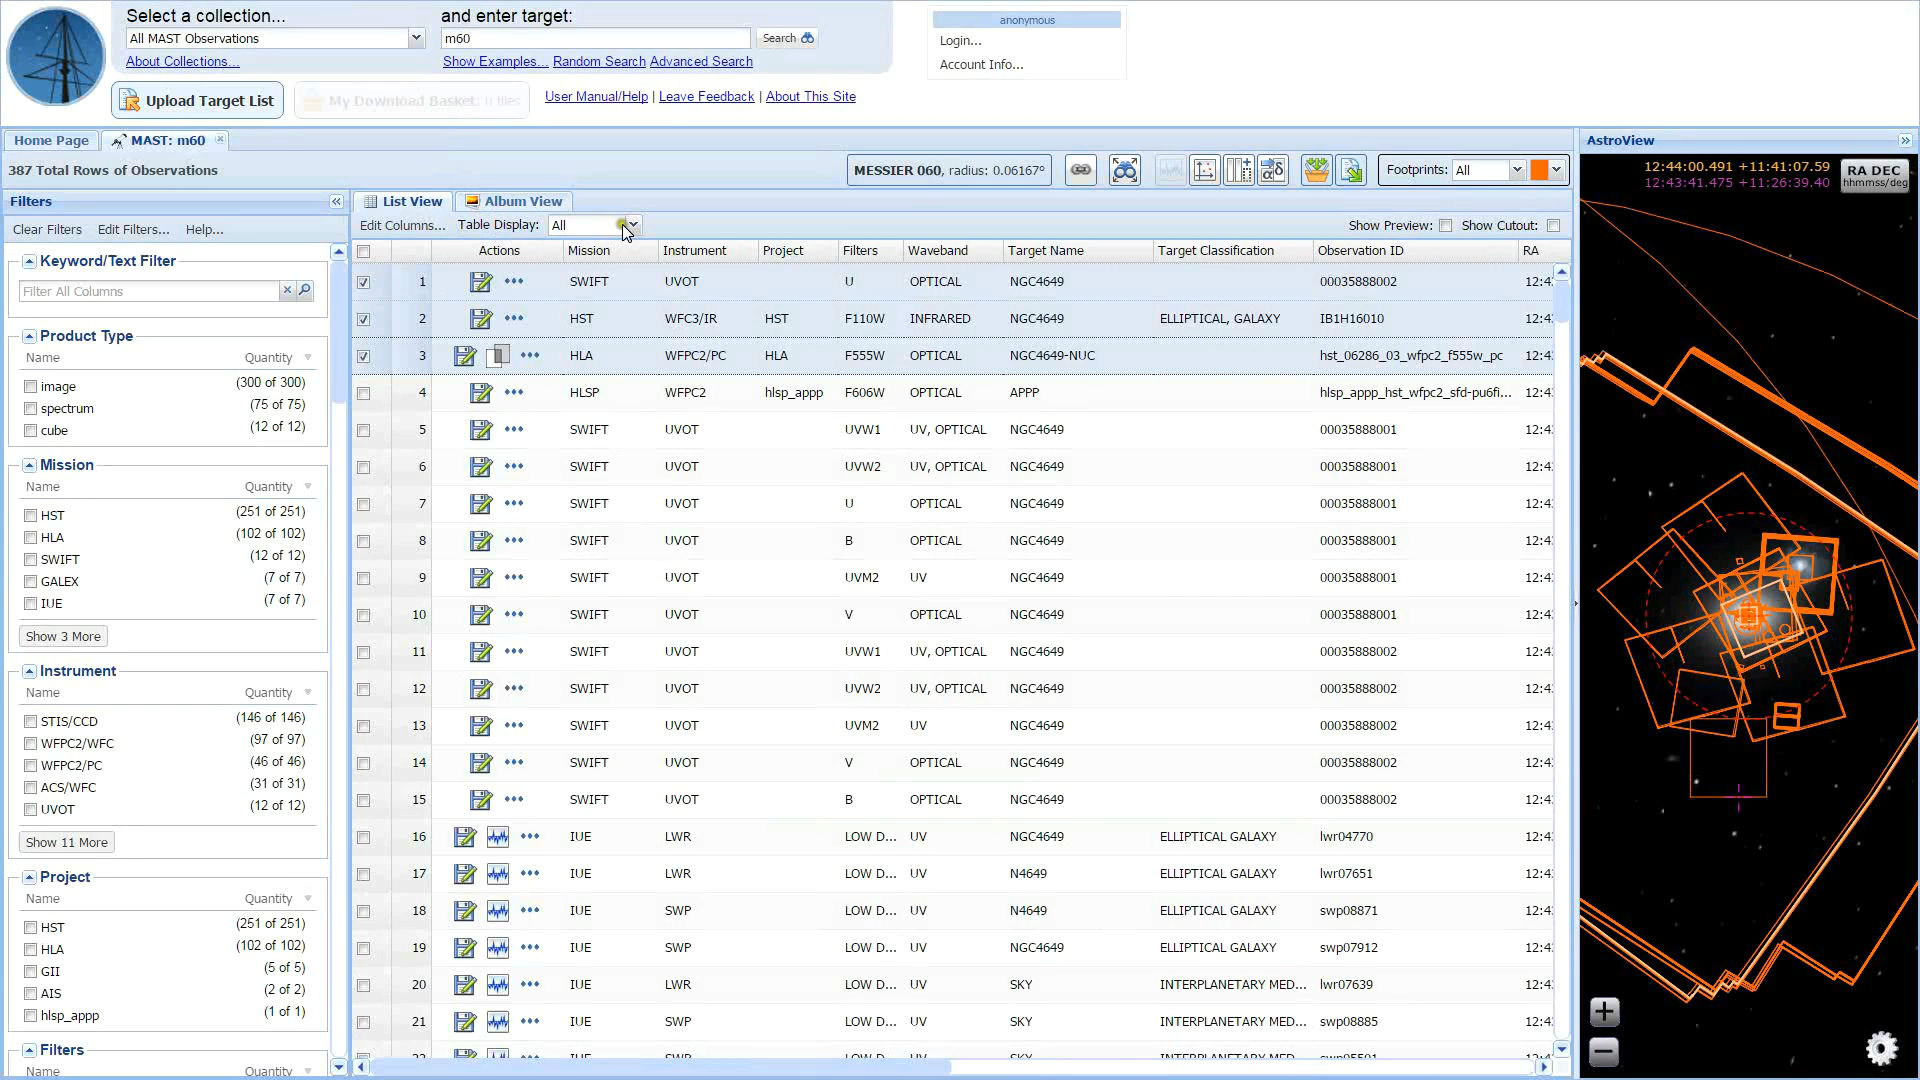 Select a collection...
and enter target:
anonymous
All MAST Observations
m60
Search
Login...
About Collections...
Show Examples... Random Search Advanced Search
Account Info...
Upload Target List
My Download Basket: 0 files
User Manual/Help | Leave Feedback | About This Site
Home Page
MAST: m60
AstroView
387 Total Rows of Observations
MESSIER 060, radius: 0.06167°
Footprints: All
12:44:00.491 +11:41:07.59
12:43:41.475 +11:26:39.40
RA DEC
hhmmss/deg
Filters
List View
Album View
Clear Filters Edit Filters... Help...
Edit Columns... Table Display: All
Show Preview: Show Cutout:
Actions Mission Instrument Project Filters Waveband Target Name Target Classification Observation ID RA
1 SWIFT UVOT U OPTICAL NGC4649 00035888002
2 HST WFC3/IR HST F110W INFRARED NGC4649 ELLIPTICAL, GALAXY IB1H16010
3 HLA WFPC2/PC HLA F555W OPTICAL NGC4649-NUC hst_06286_03_wfpc2_f555w_pc
4 HLSP WFPC2 hlsp_appp F606W OPTICAL APPP hlsp_appp_hst_wfpc2_sfd-pu6fi...
5 SWIFT UVOT UVW1 UV, OPTICAL NGC4649 00035888001
6 SWIFT UVOT UVW2 UV, OPTICAL NGC4649 00035888001
7 SWIFT UVOT U OPTICAL NGC4649 00035888001
8 SWIFT UVOT B OPTICAL NGC4649 00035888001
9 SWIFT UVOT UVM2 UV NGC4649 00035888001
10 SWIFT UVOT V OPTICAL NGC4649 00035888001
11 SWIFT UVOT UVW1 UV, OPTICAL NGC4649 00035888002
12 SWIFT UVOT UVW2 UV, OPTICAL NGC4649 00035888002
13 SWIFT UVOT UVM2 UV NGC4649 00035888002
14 SWIFT UVOT V OPTICAL NGC4649 00035888002
15 SWIFT UVOT B OPTICAL NGC4649 00035888002
16 IUE LWR LOW D... UV NGC4649 ELLIPTICAL GALAXY lwr04770
17 IUE LWR LOW D... UV N4649 ELLIPTICAL GALAXY lwr07651
18 IUE SWP LOW D... UV N4649 ELLIPTICAL GALAXY swp08871
19 IUE SWP LOW D... UV NGC4649 ELLIPTICAL GALAXY swp07912
20 IUE LWR LOW D... UV SKY INTERPLANETARY MED... lwr07639
21 IUE SWP LOW D... UV SKY INTERPLANETARY MED... swp08885
Keyword/Text Filter
Filter All Columns
Product Type
Name Quantity
image (300 of 300)
spectrum (75 of 75)
cube (12 of 12)
Mission
Name Quantity
HST (251 of 251)
HLA (102 of 102)
SWIFT (12 of 12)
GALEX (7 of 7)
IUE (7 of 7)
Show 3 More
Instrument
Name Quantity
STIS/CCD (146 of 146)
WFPC2/WFC (97 of 97)
WFPC2/PC (46 of 46)
ACS/WFC (31 of 31)
UVOT (12 of 12)
Show 11 More
Project
Name Quantity
HST (251 of 251)
HLA (102 of 102)
GII (5 of 5)
AIS (2 of 2)
hlsp_appp (1 of 1)
Filters
Name Quantity